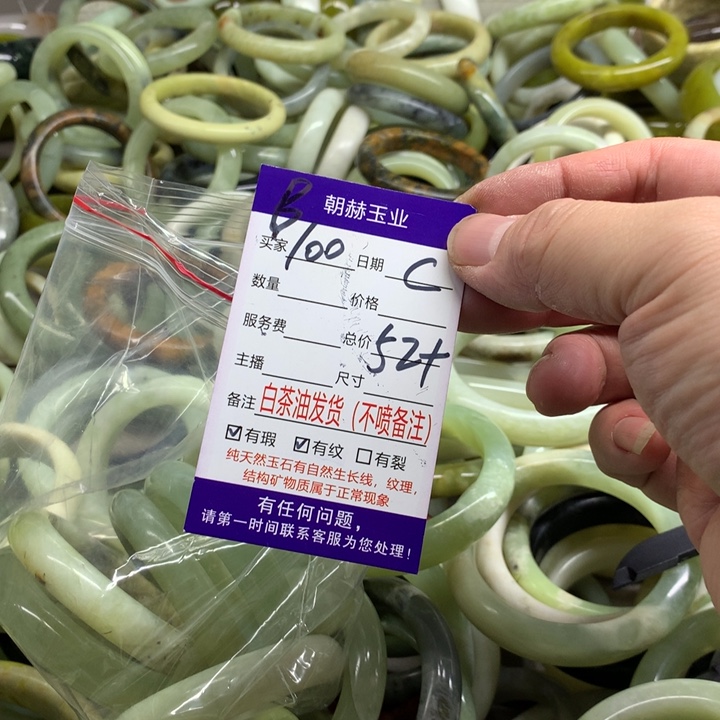 朝赫玉业
B100
买家 日期 C
数量 价格
服务费 总价
52+
主播 尺寸
备注 白茶油发货（不喷备注）
☑有瑕 ☑有纹 □有裂
纯天然玉石有自然生长线，纹理，
结构矿物质属于正常现象
有任何问题，
请第一时间联系客服为您处理！